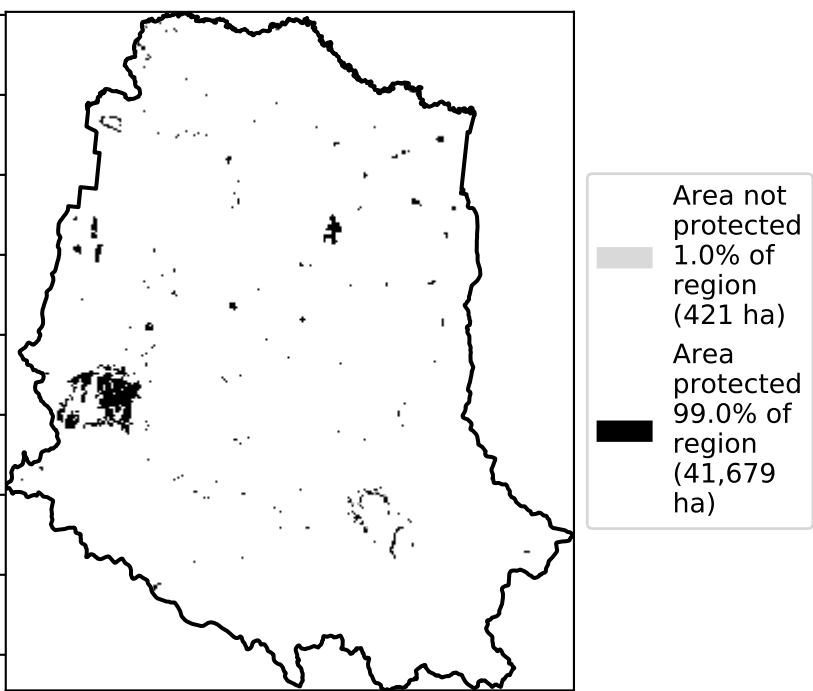 Area not
protected
1.0% of
region
(421 ha)
Area
protected
99.0% of
region
(41,679
ha)